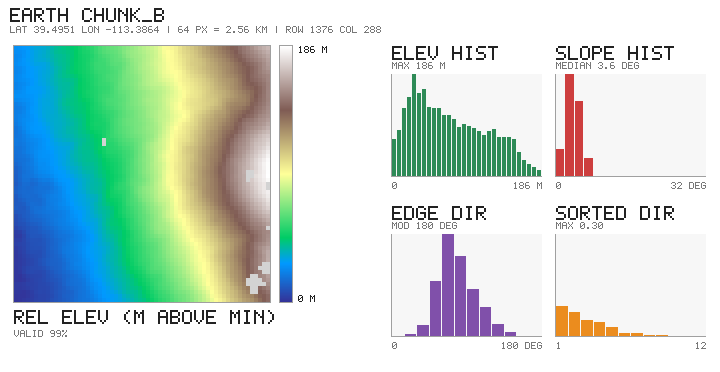 EARTH CHUNK_B
LAT 39.4951 LON -113.3864 | 64 PX = 2.56 KM | ROW 1376 COL 288
186 M
0 M
REL ELEV (M ABOVE MIN)
VALID 99%
ELEV HIST
MAX 186 M
0 186 M
SLOPE HIST
MEDIAN 3.6 DEG
0 32 DEG
EDGE DIR
MOD 180 DEG
0 180 DEG
SORTED DIR
MAX 0.30
1 12